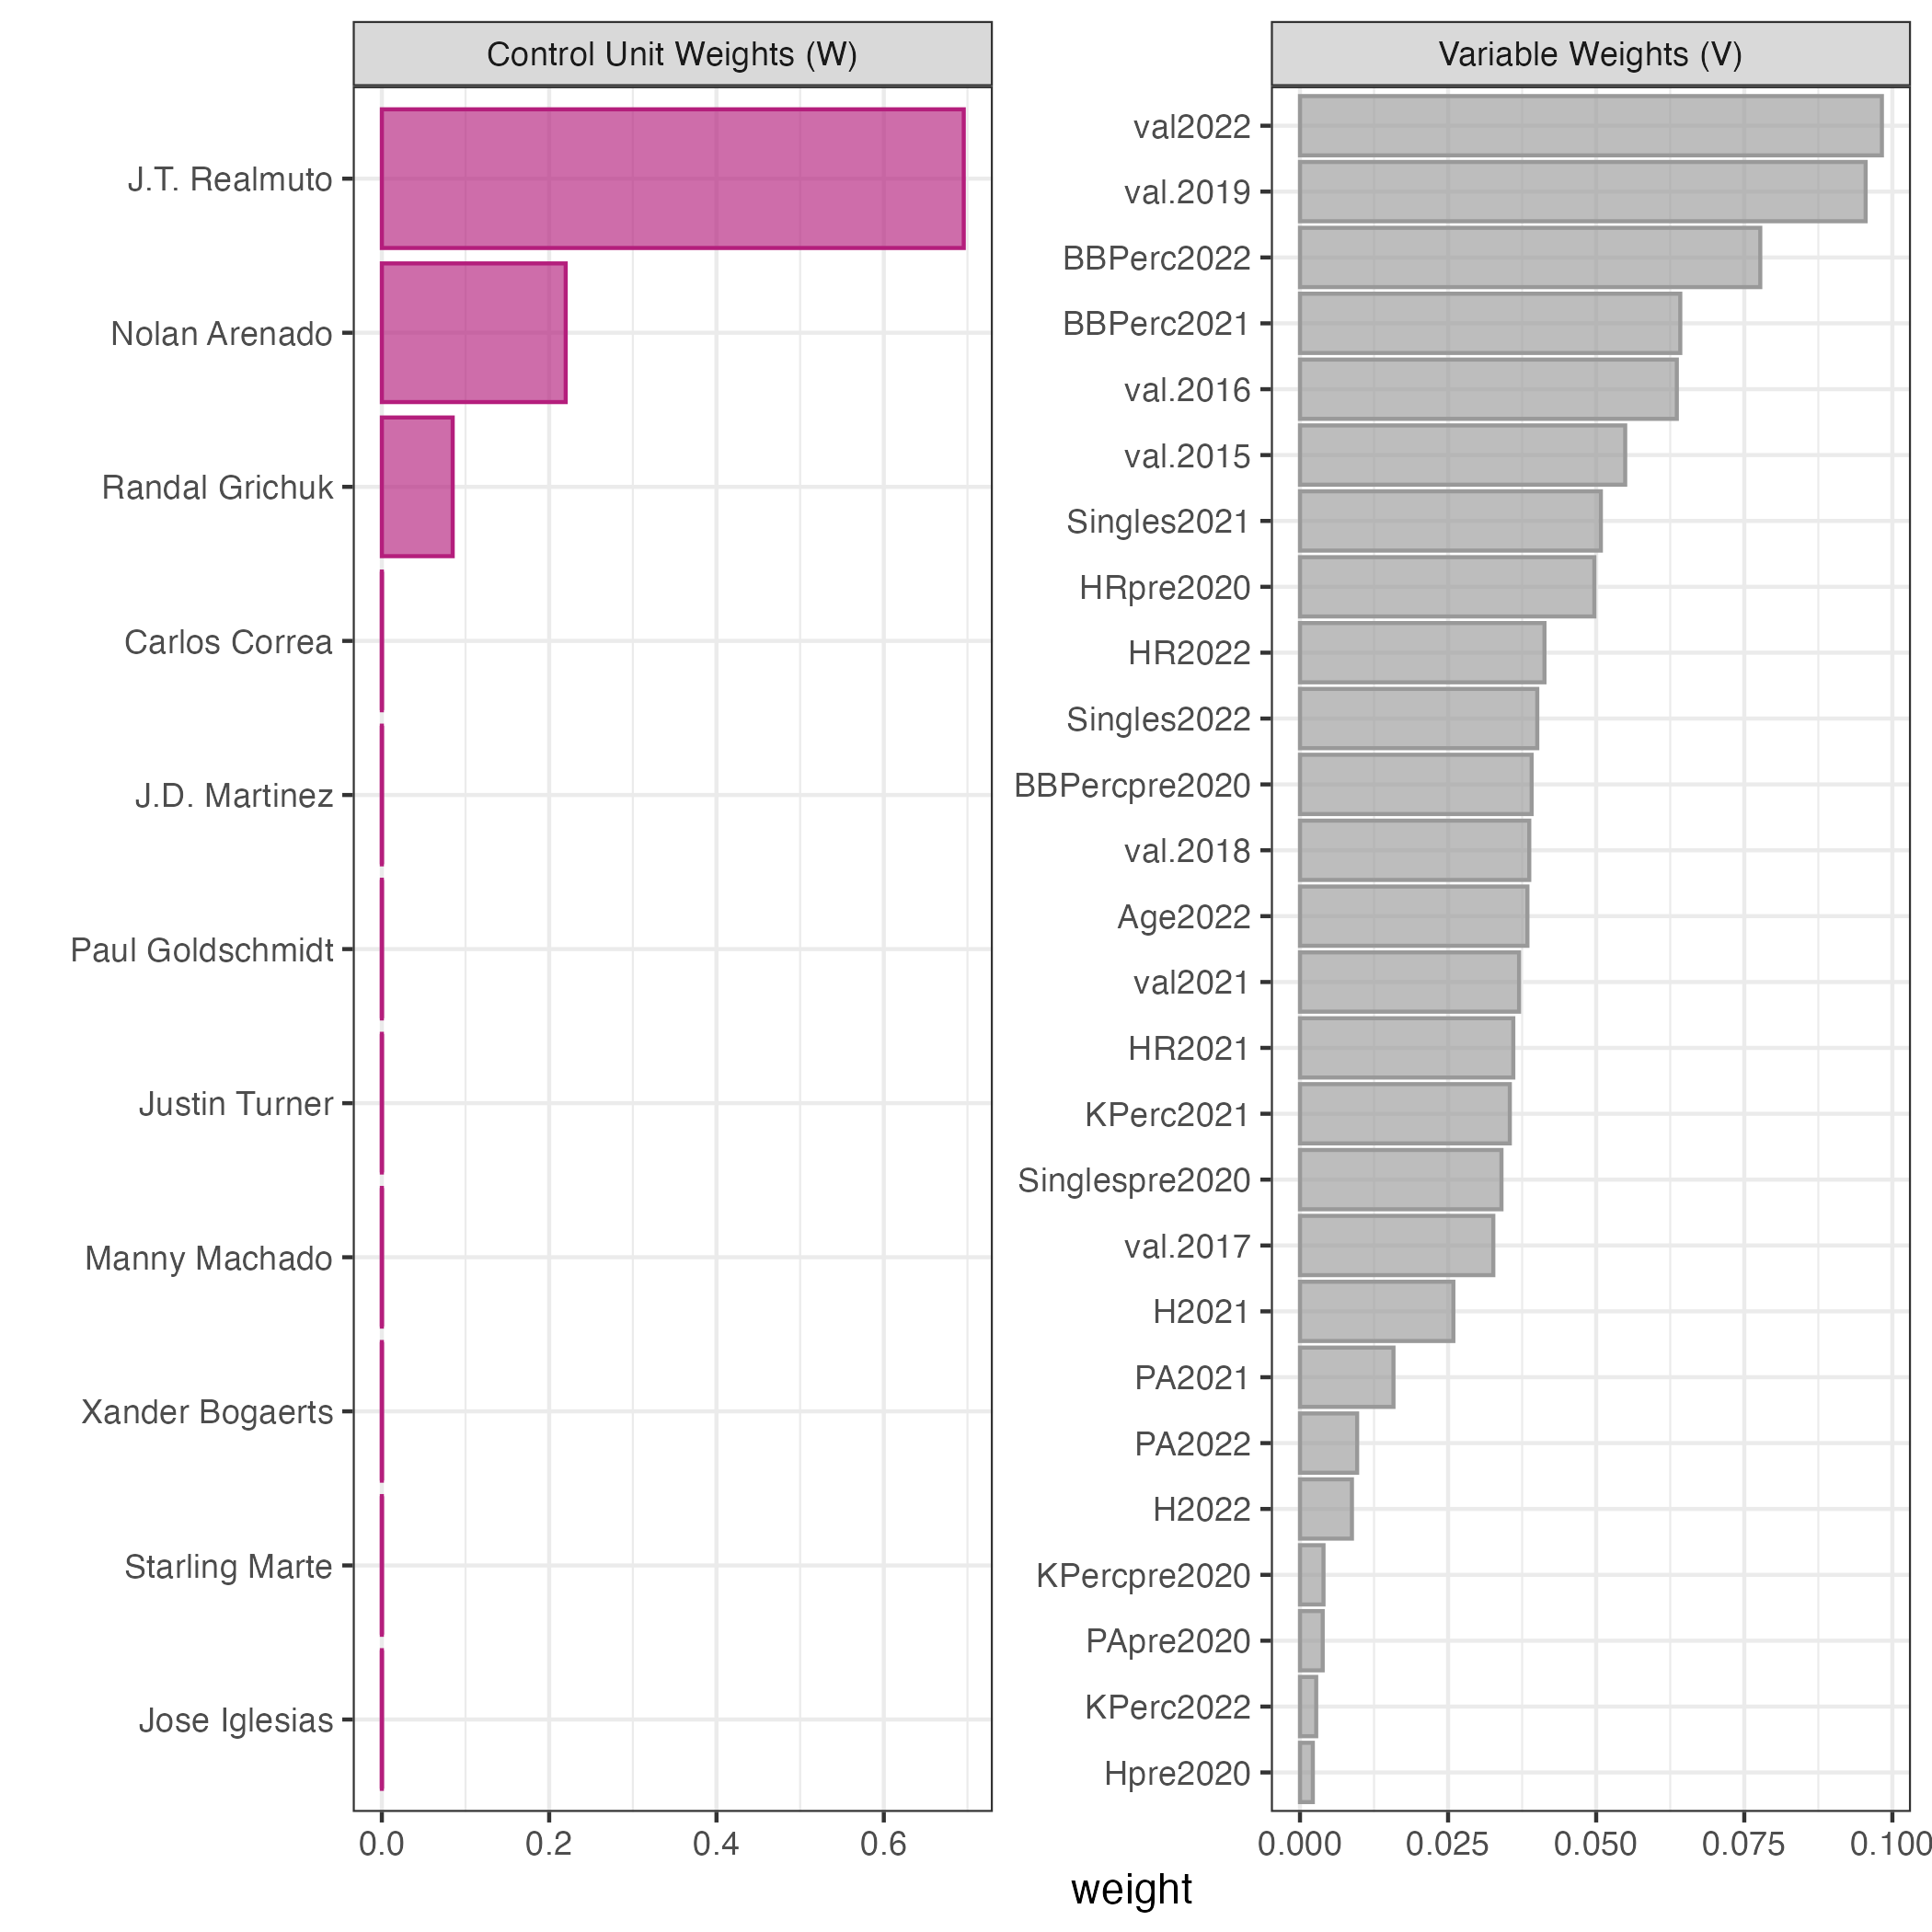 Control Unit Weights (W)
J.T. Realmuto
Nolan Arenado
Randal Grichuk
Carlos Correa
J.D. Martinez
Paul Goldschmidt
Justin Turner
Manny Machado
Xander Bogaerts
Starling Marte
Jose Iglesias
0.0 0.2 0.4 0.6
Variable Weights (V)
val2022
val.2019
BBPerc2022
BBPerc2021
val.2016
val.2015
Singles2021
HRpre2020
HR2022
Singles2022
BBPercpre2020
val.2018
Age2022
val2021
HR2021
KPerc2021
Singlespre2020
val.2017
H2021
PA2021
PA2022
H2022
KPercpre2020
PApre2020
KPerc2022
Hpre2020
0.000 0.025 0.050 0.075 0.100
weight